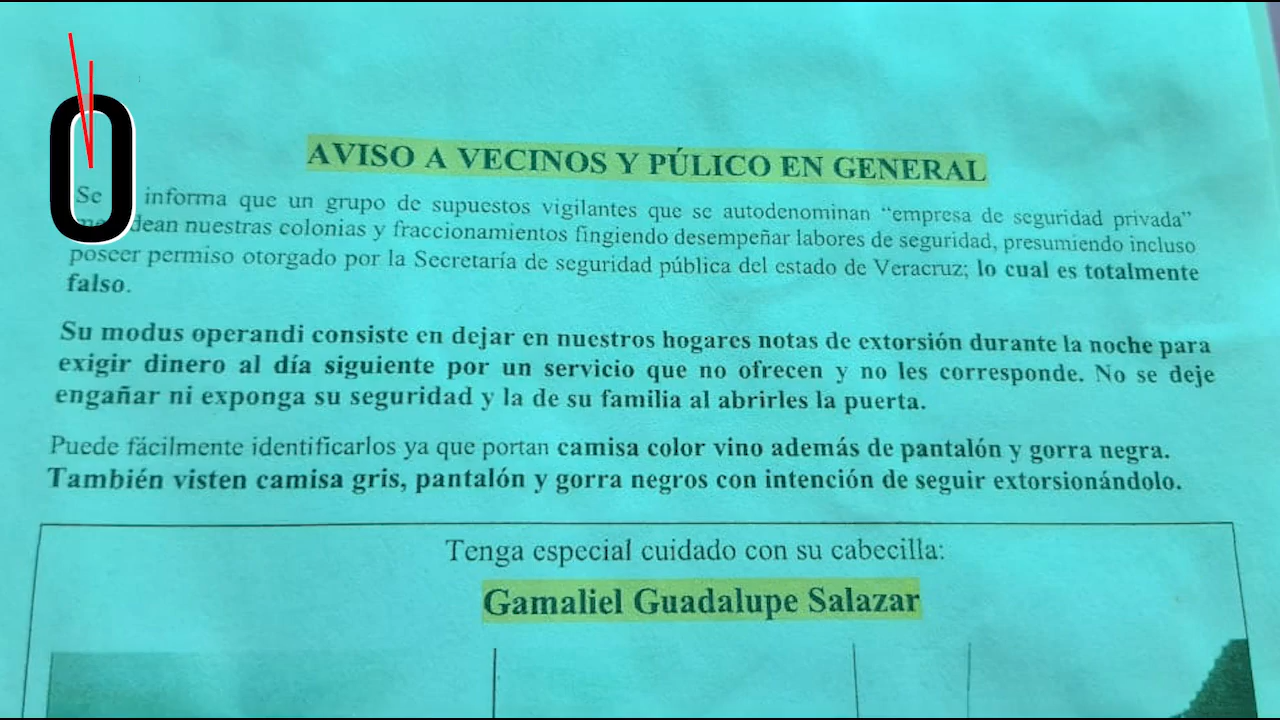 AVISO A VECINOS Y PÚLICO EN GENERAL
Se informa que un grupo de supuestos vigilantes que se autodenominan “empresa de seguridad privada”
nuestras colonias y fraccionamientos fingiendo desempeñar labores de seguridad, presumiendo incluso
poseer permiso otorgado por la Secretaría de seguridad pública del estado de Veracruz; lo cual es totalmente
falso.
Su modus operandi consiste en dejar en nuestros hogares notas de extorsión durante la noche para
exigir dinero al día siguiente por un servicio que no ofrecen y no les corresponde. No se deje
engañar ni exponga su seguridad y la de su familia al abrirles la puerta.
Puede fácilmente identificarlos ya que portan camisa color vino además de pantalón y gorra negra.
También visten camisa gris, pantalón y gorra negros con intención de seguir extorsionándolo.
Tenga especial cuidado con su cabecilla:
Gamaliel Guadalupe Salazar